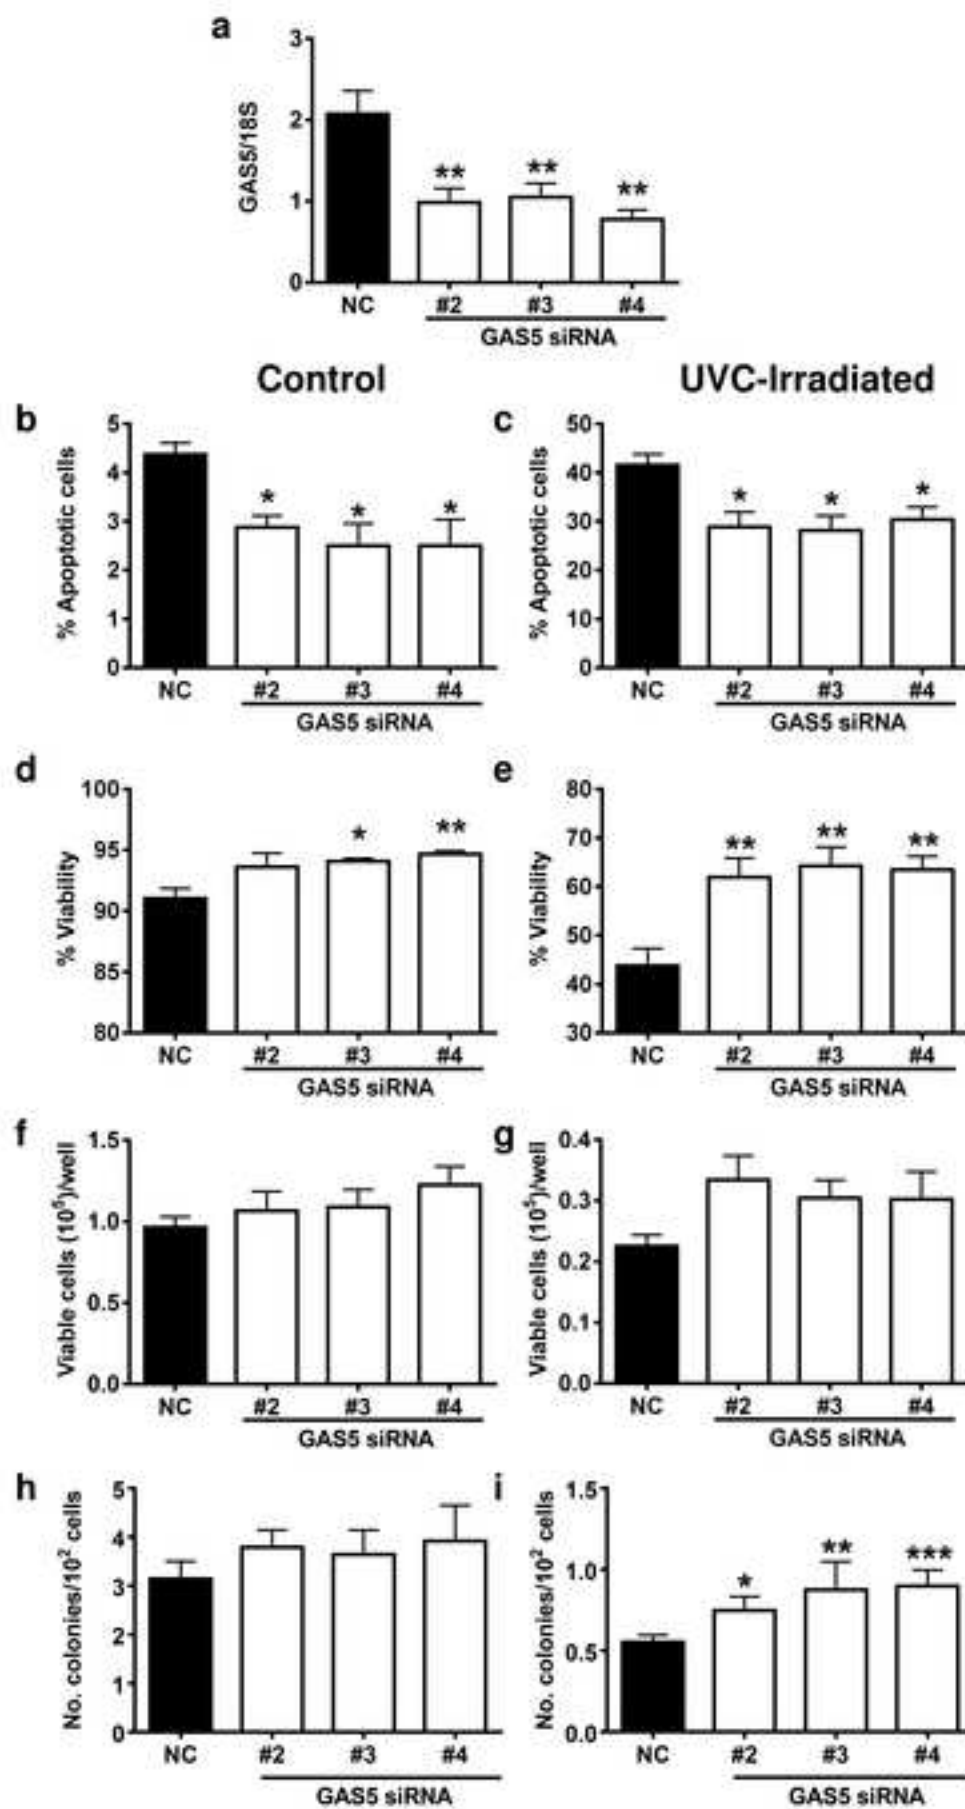 a
3
2
1
0
GAS5/18S
** ** **
NC #2 #3 #4
GAS5 siRNA
Control UVC-Irradiated
b
5
4
3
2
1
0
% Apoptotic cells
* * *
NC #2 #3 #4
GAS5 siRNA
c
50
40
30
20
10
0
% Apoptotic cells
* * *
NC #2 #3 #4
GAS5 siRNA
d
100
95
90
85
80
% Viability
* **
NC #2 #3 #4
GAS5 siRNA
e
80
70
60
50
40
30
% Viability
** ** **
NC #2 #3 #4
GAS5 siRNA
f
1.5
1.0
0.5
0.0
Viable cells (10⁵)/well
NC #2 #3 #4
GAS5 siRNA
g
0.4
0.3
0.2
0.1
0.0
Viable cells (10⁵)/well
NC #2 #3 #4
GAS5 siRNA
h
5
4
3
2
1
0
No. colonies/10² cells
NC #2 #3 #4
GAS5 siRNA
i
1.5
1.0
0.5
0.0
No. colonies/10² cells
* ** ***
NC #2 #3 #4
GAS5 siRNA